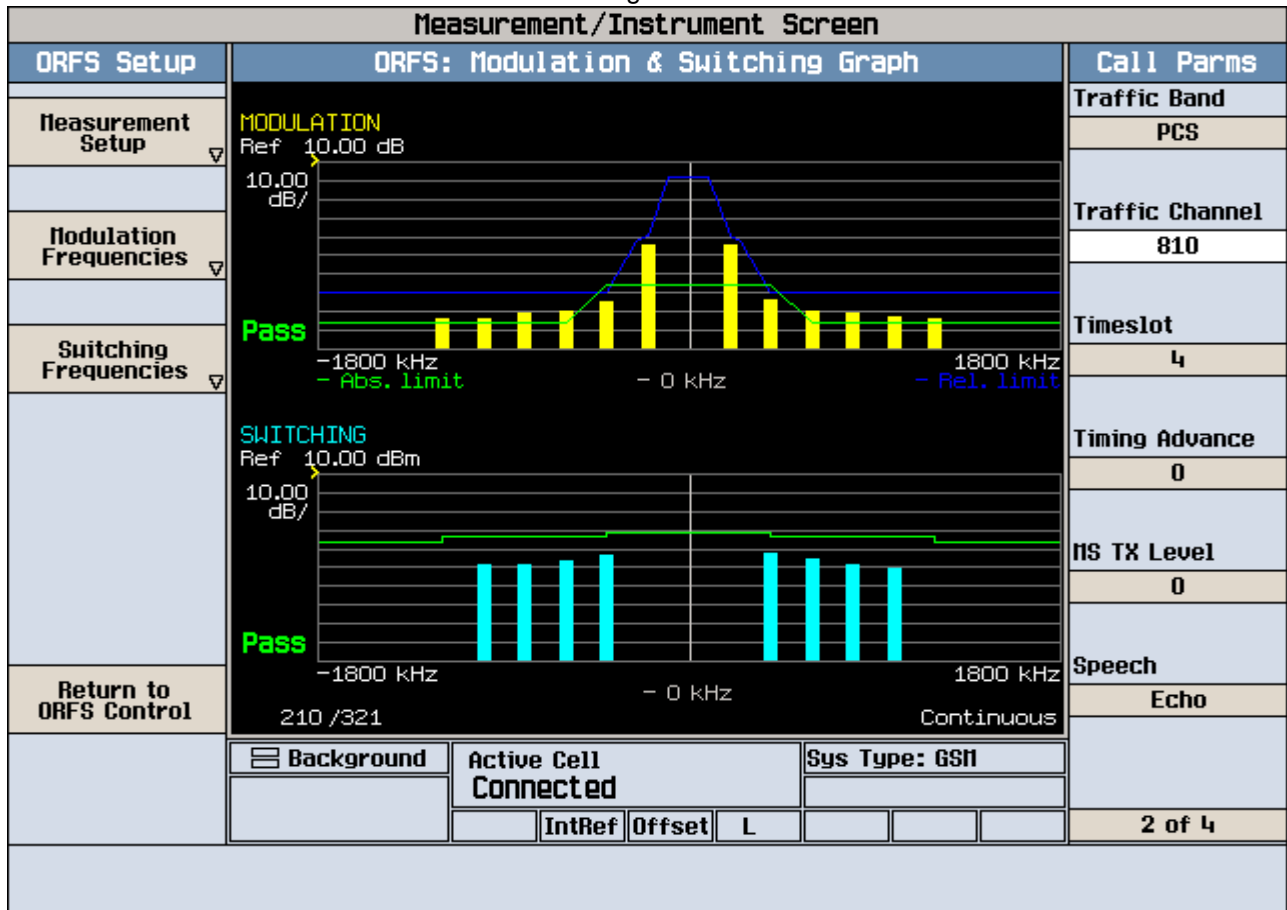 Measurement/Instrument Screen
ORFS Setup
ORFS: Modulation & Switching Graph
Call Parms
Measurement
Setup
Modulation
Frequencies
Switching
Frequencies
Return to
ORFS Control
MODULATION
Ref 10.00 dB
10.00
dB/
Pass
-1800 kHz
1800 kHz
- Abs. limit
- 0 kHz
- Rel. limit
SWITCHING
Ref 10.00 dBm
10.00
dB/
Pass
-1800 kHz
1800 kHz
- 0 kHz
210 /321
Continuous
Traffic Band
PCS
Traffic Channel
810
Timeslot
4
Timing Advance
0
MS TX Level
0
Speech
Echo
2 of 4
Background
Active Cell
Connected
Sys Type: GSM
IntRef
Offset
L